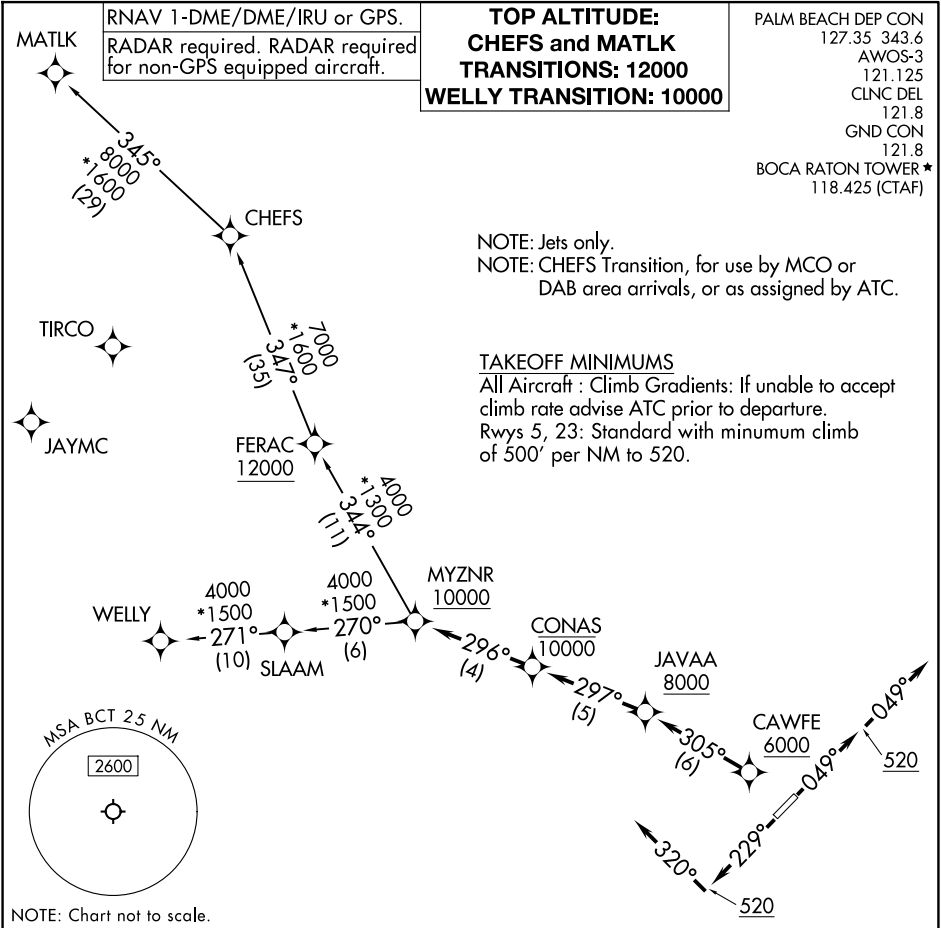 RNAV 1-DME/DME/IRU or GPS.
RADAR required. RADAR required
for non-GPS equipped aircraft.
TOP ALTITUDE:
CHEFS and MATLK
TRANSITIONS: 12000
WELLY TRANSITION: 10000
PALM BEACH DEP CON
127.35 343.6
AWOS-3
121.125
CLNC DEL
121.8
GND CON
121.8
BOCA RATON TOWER ★
118.425 (CTAF)
MATLK
345°
8000
*1600
(29)
CHEFS
NOTE: Jets only.
NOTE: CHEFS Transition, for use by MCO or
DAB area arrivals, or as assigned by ATC.
TIRCO
7000
*1600
347°
(35)
JAYMC
TAKEOFF MINIMUMS
All Aircraft : Climb Gradients: If unable to accept
climb rate advise ATC prior to departure.
Rwys 5, 23: Standard with minumum climb
of 500' per NM to 520.
FERAC
12000
4000
*1300
344°
(11)
MYZNR
10000
WELLY
4000
*1500
271°
(10)
SLAAM
4000
*1500
270°
(6)
296°
(4)
CONAS
10000
297°
(5)
JAVAA
8000
305°
(6)
CAWFE
6000
049°
049°
520
229°
320°
520
MSA BCT 25 NM
2600
NOTE: Chart not to scale.